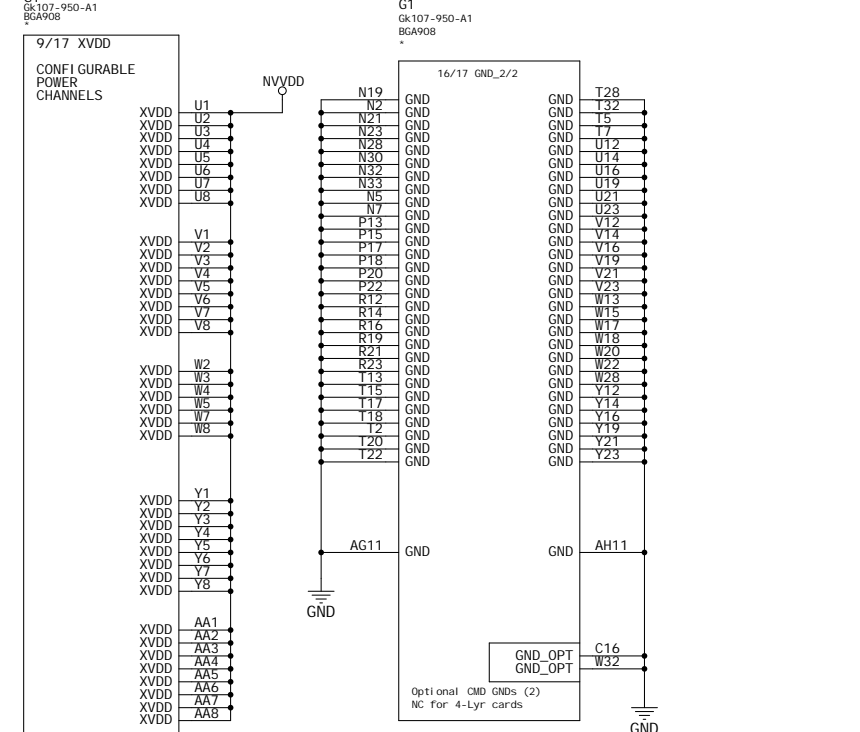 Gk107-950-A1
BGA908
*
9/17 XVDD
CONFIGURABLE
POWER
CHANNELS
NVVDD
XVDD U1
XVDD U2
XVDD U3
XVDD U4
XVDD U5
XVDD U6
XVDD U7
XVDD U8
XVDD V1
XVDD V2
XVDD V3
XVDD V4
XVDD V5
XVDD V6
XVDD V7
XVDD V8
XVDD W2
XVDD W3
XVDD W4
XVDD W5
XVDD W7
XVDD W8
XVDD Y1
XVDD Y2
XVDD Y3
XVDD Y4
XVDD Y5
XVDD Y6
XVDD Y7
XVDD Y8
XVDD AA1
XVDD AA2
XVDD AA3
XVDD AA4
XVDD AA5
XVDD AA6
XVDD AA7
XVDD AA8
G1
Gk107-950-A1
BGA908
*
16/17 GND_2/2
N19 GND GND T28
N2 GND GND T32
N21 GND GND T5
N23 GND GND T7
N28 GND GND U12
N30 GND GND U14
N32 GND GND U16
N33 GND GND U19
N5 GND GND U21
N7 GND GND U23
P13 GND GND V12
P15 GND GND V14
P17 GND GND V16
P18 GND GND V19
P20 GND GND V21
P22 GND GND V23
R12 GND GND W13
R14 GND GND W15
R16 GND GND W17
R19 GND GND W18
R21 GND GND W20
R23 GND GND W22
T13 GND GND W28
T15 GND GND Y12
T17 GND GND Y14
T18 GND GND Y16
T2 GND GND Y19
T20 GND GND Y21
T22 GND GND Y23
AG11 GND GND AH11
GND
GND_OPT C16
GND_OPT W32
Optional CMD GNDs (2)
NC for 4-Lyr cards
GND